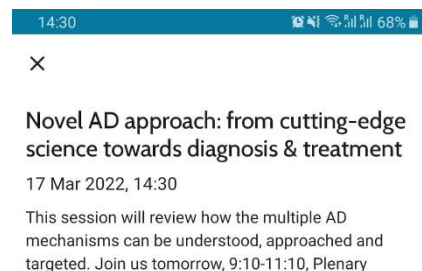 14:30
68%
Novel AD approach: from cutting-edge
science towards diagnosis & treatment
17 Mar 2022, 14:30
This session will review how the multiple AD
mechanisms can be understood, approached and
targeted. Join us tomorrow, 9:10-11:10, Plenary